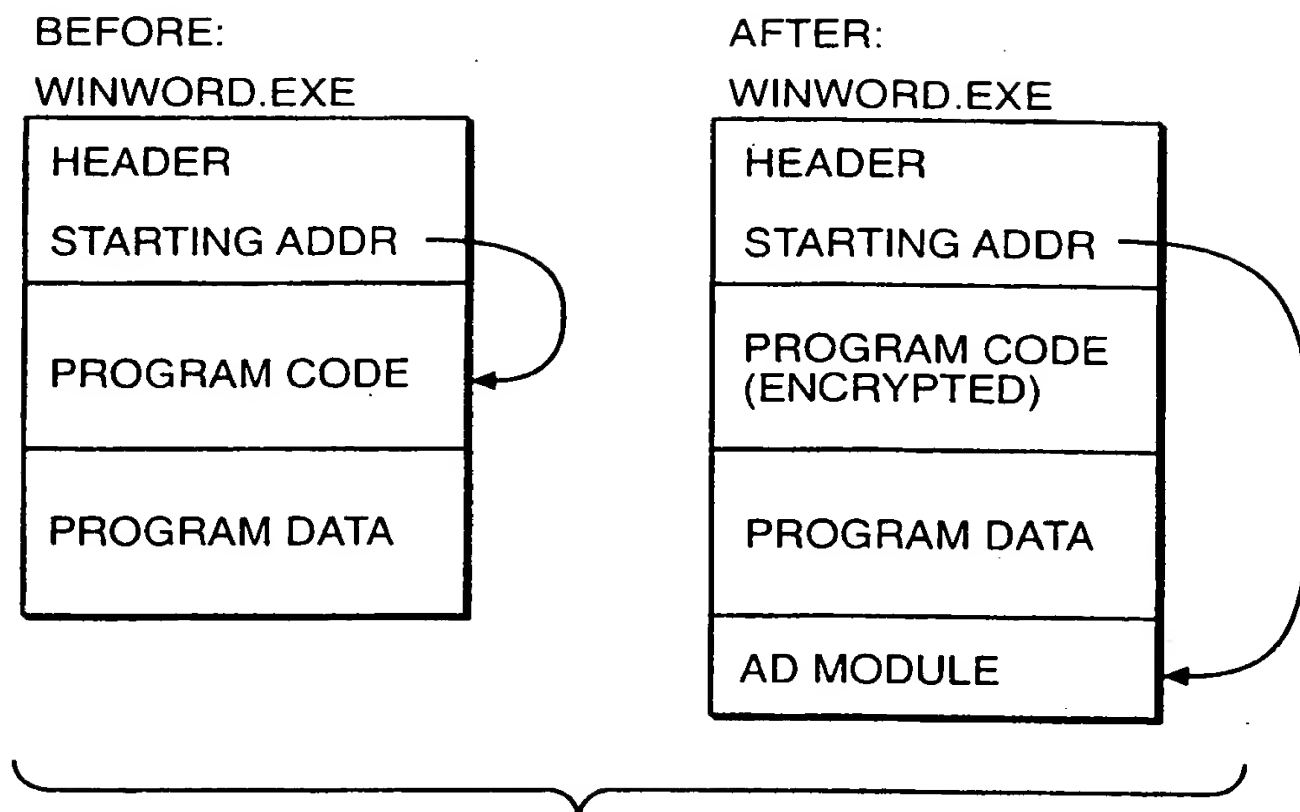 BEFORE:
WINWORD.EXE
HEADER
STARTING ADDR
PROGRAM CODE
PROGRAM DATA
AFTER:
WINWORD.EXE
HEADER
STARTING ADDR
PROGRAM CODE
(ENCRYPTED)
PROGRAM DATA
AD MODULE